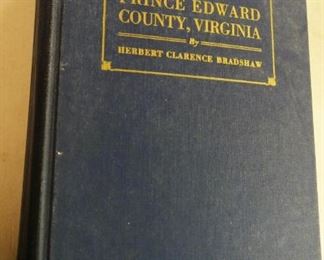 PRINCE EDWARD
COUNTY, VIRGINIA
By
HERBERT CLARENCE BRADSHAW